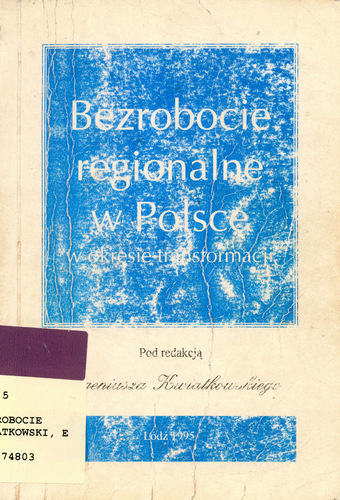 Bezrobocie
regionalne
w Polsce
w okresie transformacji
Pod redakcją
eniusza Kwiatkowskiego
Łódź 1995
5
ROBOCIE
ATKOWSKI, E
74803